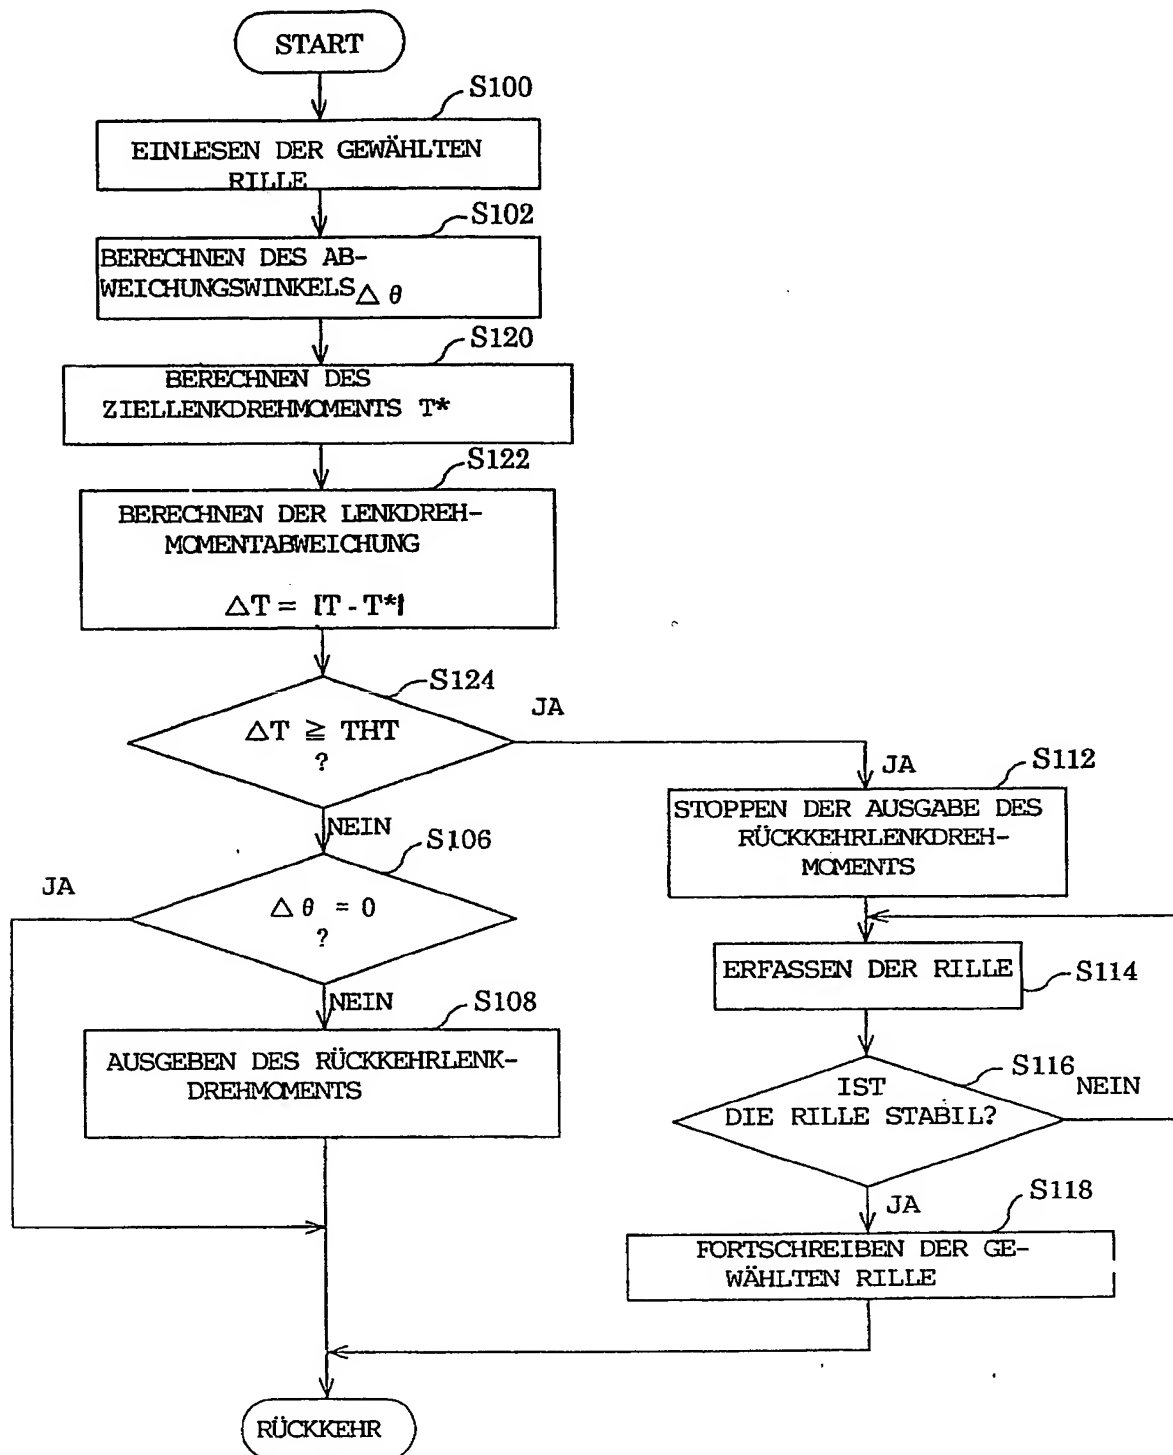 START
S100
EINLESEN DER GEWÄHLTEN
RILLE
S102
BERECHNEN DES AB-
WEICHUNGSWINKELS △ θ
S120
BERECHNEN DES
ZIELLENKDREHMOMENTS T*
S122
BERECHNEN DER LENKDREH-
MOMENTABWEICHUNG
△T = |T - T*|
S124
△T ≧ THT
?
JA
NEIN
JA
S112
STOPPEN DER AUSGABE DES
RÜCKKEHRLENKDREH-
MOMENTS
S106
△ θ = 0
?
JA
NEIN
S108
AUSGEBEN DES RÜCKKEHRLENK-
DREHMOMENTS
ERFASSEN DER RILLE
S114
S116
IST
DIE RILLE STABIL?
NEIN
JA
S118
FORTSCHREIBEN DER GE-
WÄHLTEN RILLE
RÜCKKEHR